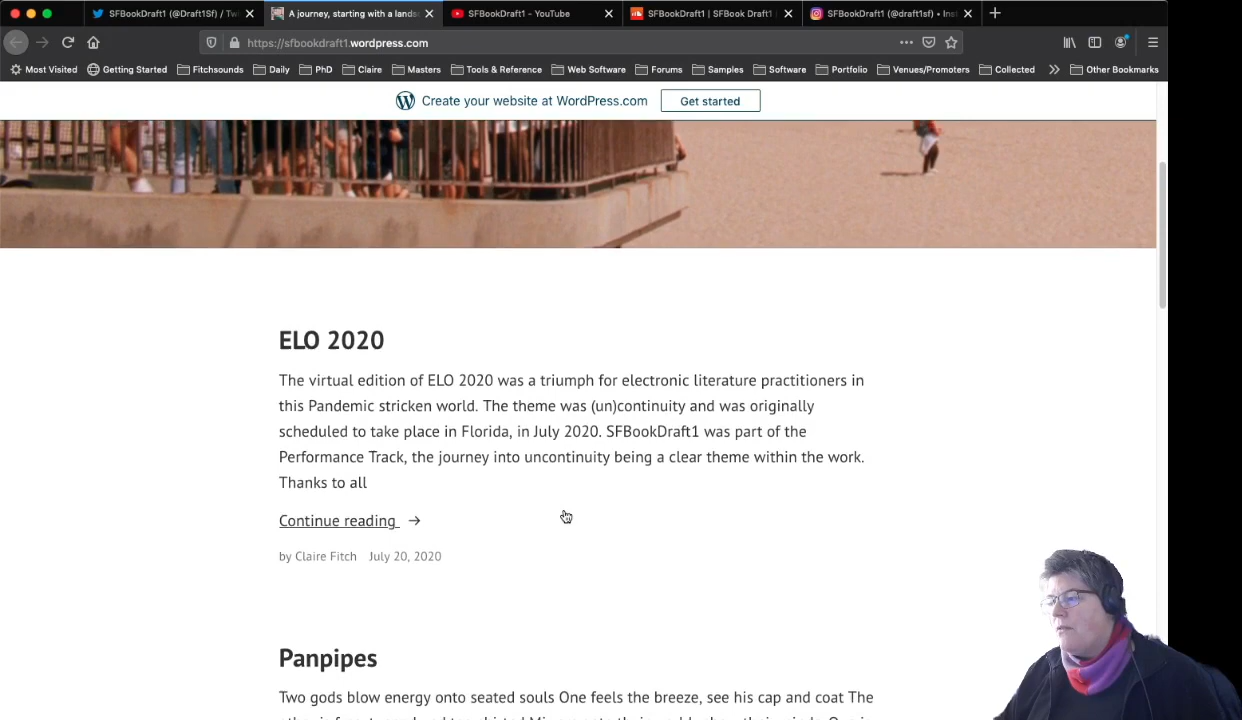 SFBookDraft1 (@Draft1Sf) / Tw
A journey, starting with a lands
SFBookDraft1 - YouTube
SFBookDraft1 | SFBook Draft1
SFBookDraft1 (@draft1sf) • Inst
https://sfbookdraft1.wordpress.com
Most Visited
Getting Started
Fitchsounds
Daily
PhD
Claire
Masters
Tools & Reference
Web Software
Forums
Samples
Software
Portfolio
Venues/Promoters
Collected
Other Bookmarks
Create your website at WordPress.com
Get started
ELO 2020
The virtual edition of ELO 2020 was a triumph for electronic literature practitioners in
this Pandemic stricken world. The theme was (un)continuity and was originally
scheduled to take place in Florida, in July 2020. SFBookDraft1 was part of the
Performance Track, the journey into uncontinuity being a clear theme within the work.
Thanks to all
Continue reading →
by Claire Fitch July 20, 2020
Panpipes
Two gods blow energy onto seated souls One feels the breeze, see his cap and coat The